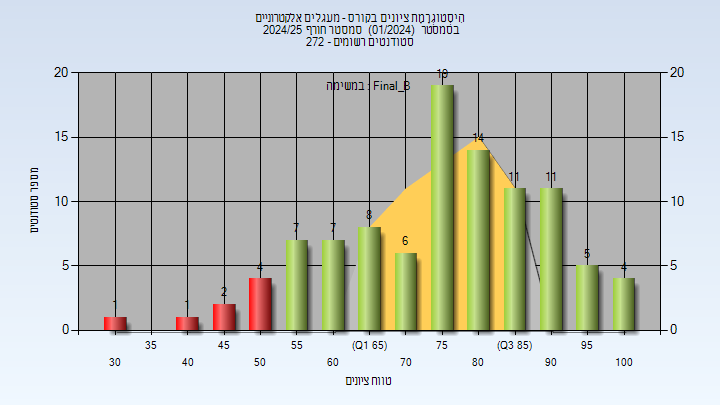 היסטוגרמת ציונים בקורס - מעגלים אלקטרוניים
בסמסטר (01/2024) סמסטר חורף 2024/25
סטודנטים רשומים - 272
במשימה : Final_B
20 20
15 15
10 10
5 5
0 0
מספר סטודנטים
1 1 2 4 7 7 8 6 19 14 11 11 5 4
35 45 55 (Q1 65) 75 (Q3 85) 95
30 40 50 60 70 80 90 100
טווח ציונים